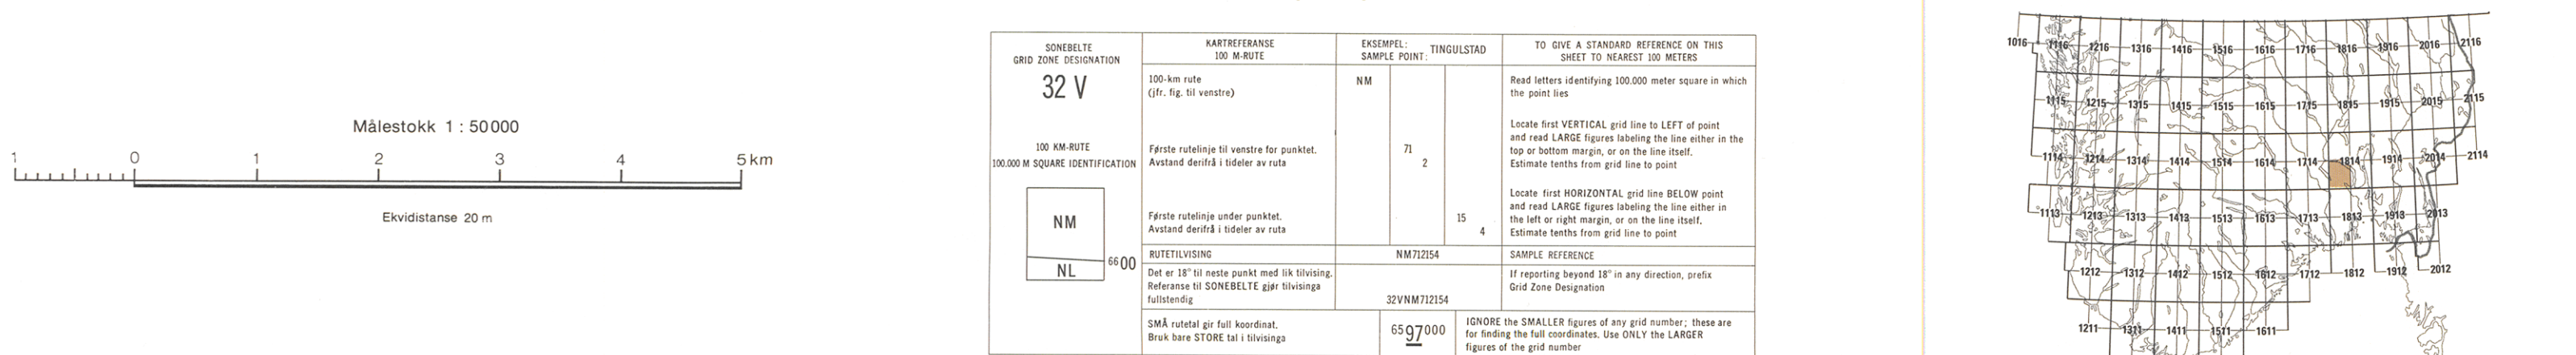 Målestokk 1 : 50 000
1 0 1 2 3 4 5 km
Ekvidistanse 20 m
SONEBELTE
GRID ZONE DESIGNATION
32 V
100 KM-RUTE
100.000 M SQUARE IDENTIFICATION
NM
NL
6600
KARTREFERANSE
100 M-RUTE
EKSEMPEL:
SAMPLE POINT:
TINGULSTAD
TO GIVE A STANDARD REFERENCE ON THIS
SHEET TO NEAREST 100 METERS
100-km rute
(jfr. fig. til venstre)
NM
Read letters identifying 100.000 meter square in which
the point lies
Første rutelinje til venstre for punktet.
Avstand derifrå i tideler av ruta
71
2
Locate first VERTICAL grid line to LEFT of point
and read LARGE figures labeling the line either in the
top or bottom margin, or on the line itself.
Estimate tenths from grid line to point
Første rutelinje under punktet.
Avstand derifrå i tideler av ruta
15
4
Locate first HORIZONTAL grid line BELOW point
and read LARGE figures labeling the line either in
the left or right margin, or on the line itself.
Estimate tenths from grid line to point
RUTETILVISING
NM712154
SAMPLE REFERENCE
Det er 18° til neste punkt med lik tilvising.
Referanse til SONEBELTE gjør tilvisinga
fullstendig
32VNM712154
If reporting beyond 18° in any direction, prefix
Grid Zone Designation
SMÅ rutetal gir full koordinat.
Bruk bare STORE tal i tilvisinga
6597000
IGNORE the SMALLER figures of any grid number; these are
for finding the full coordinates. Use ONLY the LARGER
figures of the grid number
1016 1116 1216 1316 1416 1516 1616 1716 1816 1916 2016 2116
1115 1215 1315 1415 1515 1615 1715 1815 1915 2015 2115
1114 1214 1314 1414 1514 1614 1714 1814 1914 2014 2114
1113 1213 1313 1413 1513 1613 1713 1813 1913 2013
1212 1312 1412 1512 1612 1712 1812 1912 2012
1211 1311 1411 1511 1611